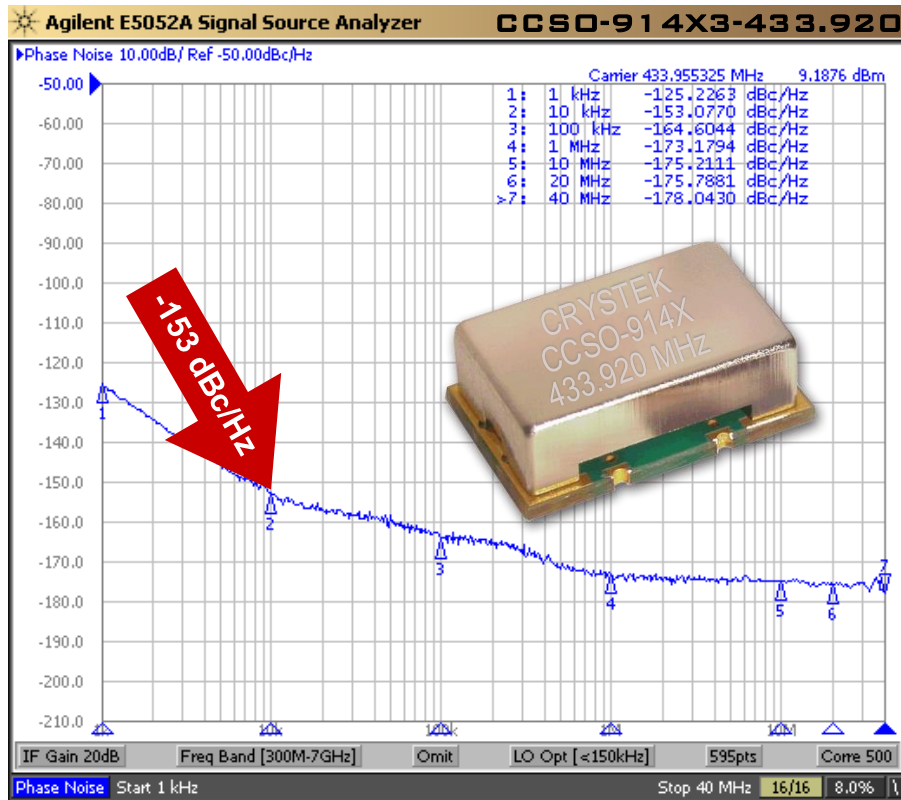 Agilent E5052A Signal Source Analyzer
CCSO-914X3-433.920
Phase Noise 10.00dB/ Ref -50.00dBc/Hz
Carrier 433.955325 MHz 9.1876 dBm
1: 1 kHz -125.2263 dBc/Hz
2: 10 kHz -153.0770 dBc/Hz
3: 100 kHz -164.6044 dBc/Hz
4: 1 MHz -173.1794 dBc/Hz
5: 10 MHz -175.2111 dBc/Hz
6: 20 MHz -175.7881 dBc/Hz
>7: 40 MHz -178.0430 dBc/Hz
-50.00
-60.00
-70.00
-80.00
-90.00
-100.0
-110.0
-120.0
-130.0
-140.0
-150.0
-160.0
-170.0
-180.0
-190.0
-200.0
-210.0
-153 dBc/Hz
CRYSTEK
CCSO-914X
433.920 MHz
1
2
3
4
5
6
7
1k 10k 100k 1M 10M
IF Gain 20dB Freq Band [300M-7GHz] Omit LO Opt [<150kHz] 595pts Corre 500
Phase Noise Start 1 kHz Stop 40 MHz 16/16 8.0%